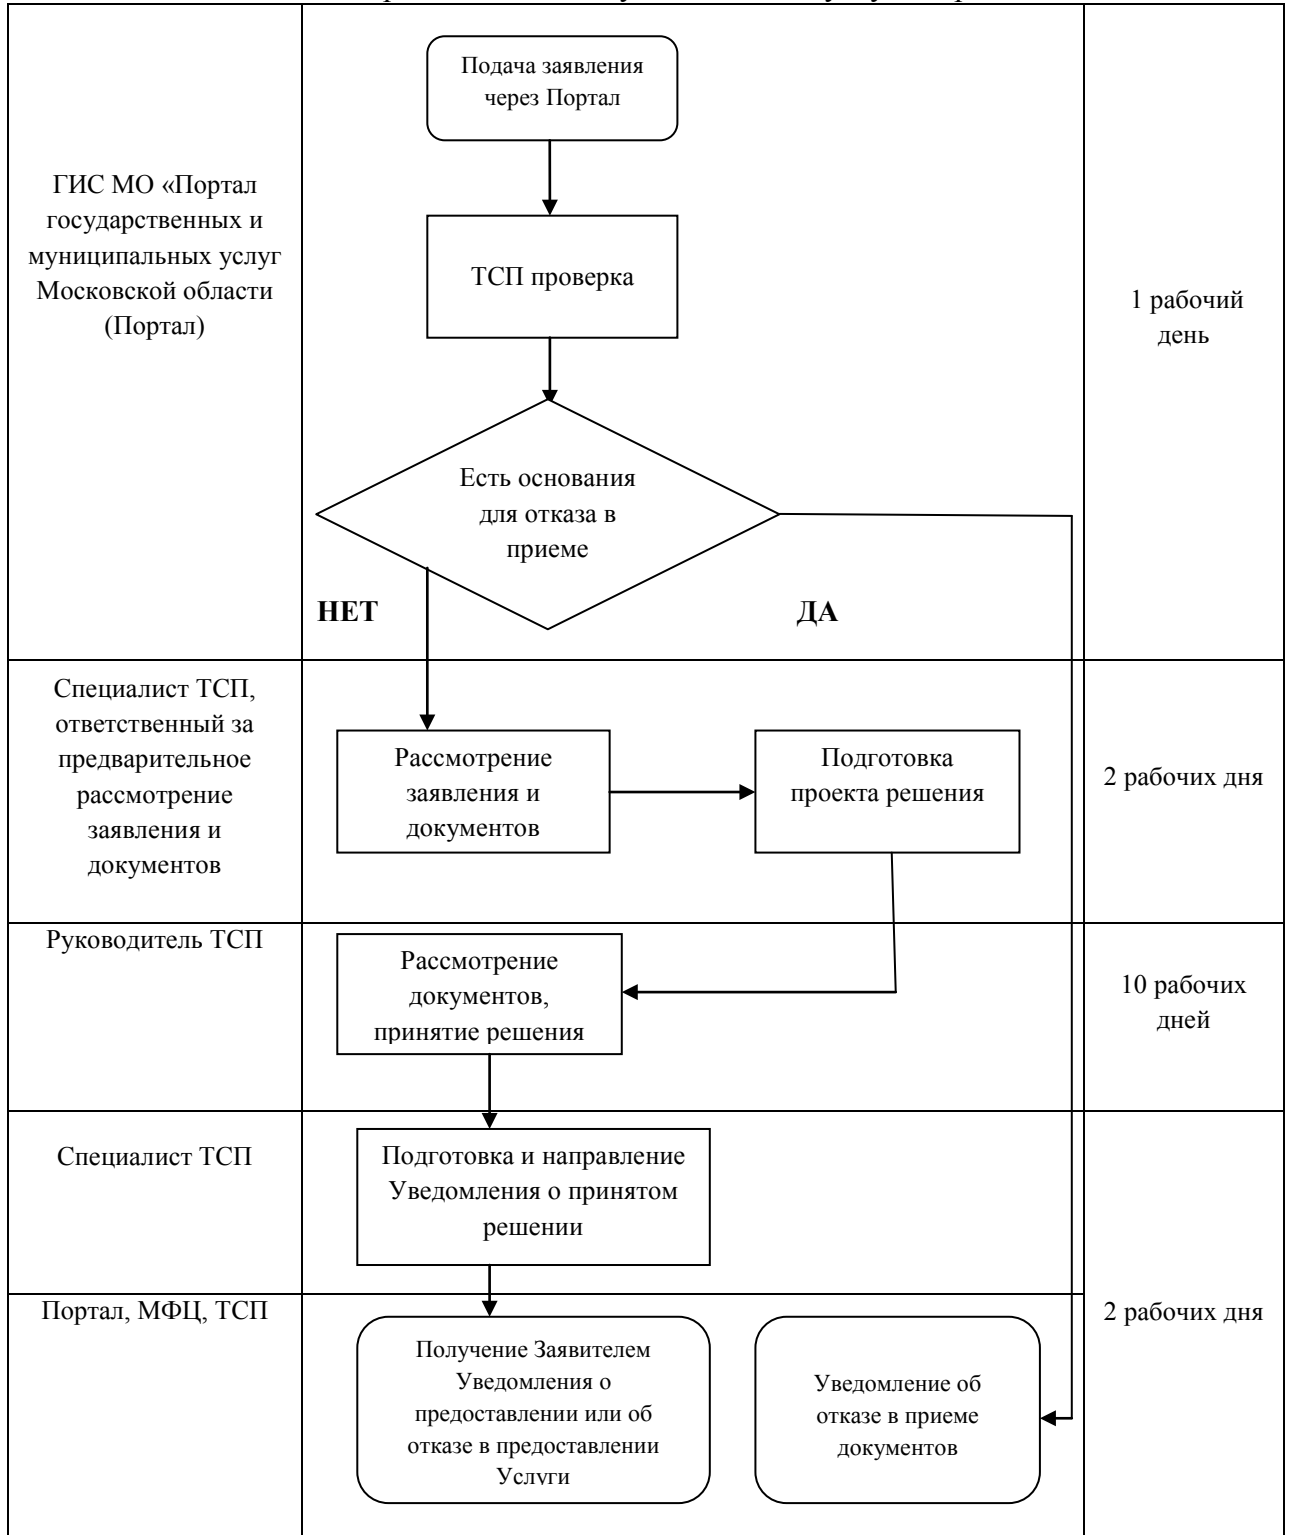 Подача заявления
через Портал
ГИС МО «Портал
государственных и
муниципальных услуг
Московской области
(Портал)
ТСП проверка
1 рабочий
день
Есть основания
для отказа в
приеме
НЕТ
ДА
Специалист ТСП,
ответственный за
предварительное
рассмотрение
заявления и
документов
Рассмотрение
заявления и
документов
Подготовка
проекта решения
2 рабочих дня
Руководитель ТСП
Рассмотрение
документов,
принятие решения
10 рабочих
дней
Специалист ТСП
Подготовка и направление
Уведомления о принятом
решении
Портал, МФЦ, ТСП
2 рабочих дня
Получение Заявителем
Уведомления о
предоставлении или об
отказе в предоставлении
Услуги
Уведомление об
отказе в приеме
документов